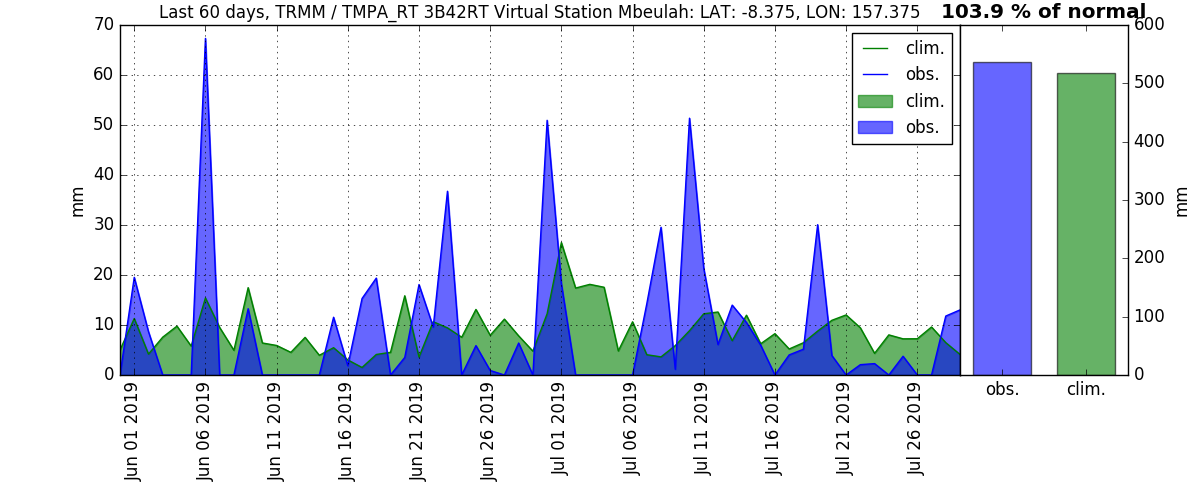 Last 60 days, TRMM / TMPA_RT 3B42RT Virtual Station Mbeulah: LAT: -8.375, LON: 157.375
103.9 % of normal
70
60
50
40
30
20
10
0
mm
clim.
obs.
clim.
obs.
600
500
400
300
200
100
0
mm
Jun 01 2019
Jun 06 2019
Jun 11 2019
Jun 16 2019
Jun 21 2019
Jun 26 2019
Jul 01 2019
Jul 06 2019
Jul 11 2019
Jul 16 2019
Jul 21 2019
Jul 26 2019
obs.
clim.